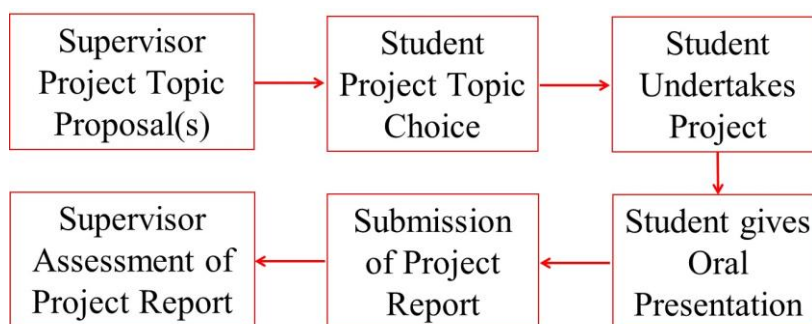 Supervisor
Project Topic
Proposal(s)
Student
Project Topic
Choice
Student
Undertakes
Project
Student gives
Oral
Presentation
Submission
of Project
Report
Supervisor
Assessment of
Project Report